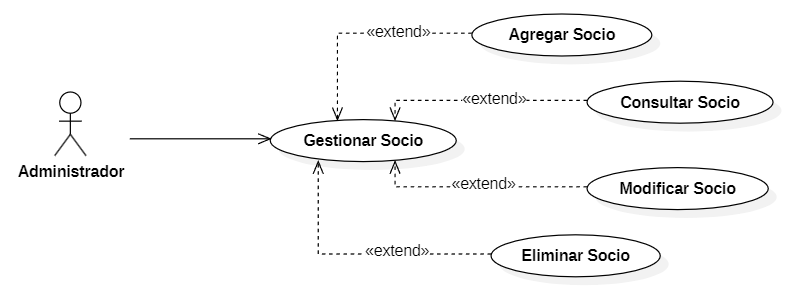 «extend»
Agregar Socio
«extend»
Consultar Socio
Gestionar Socio
Administrador
«extend»
Modificar Socio
«extend»
Eliminar Socio